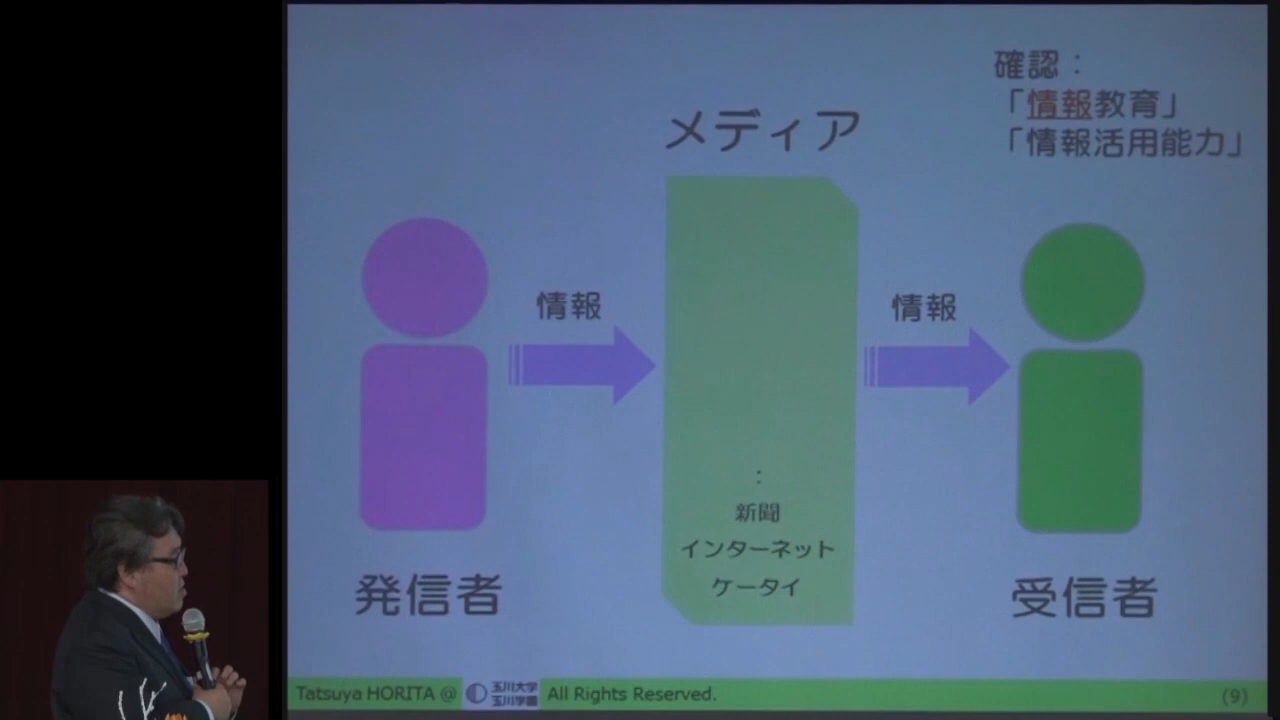 確認：
「情報教育」
「情報活用能力」
メディア
情報
情報
：
新聞
インターネット
ケータイ
発信者
受信者
Tatsuya HORITA @ 玉川大学 玉川学園 All Rights Reserved.
(9)